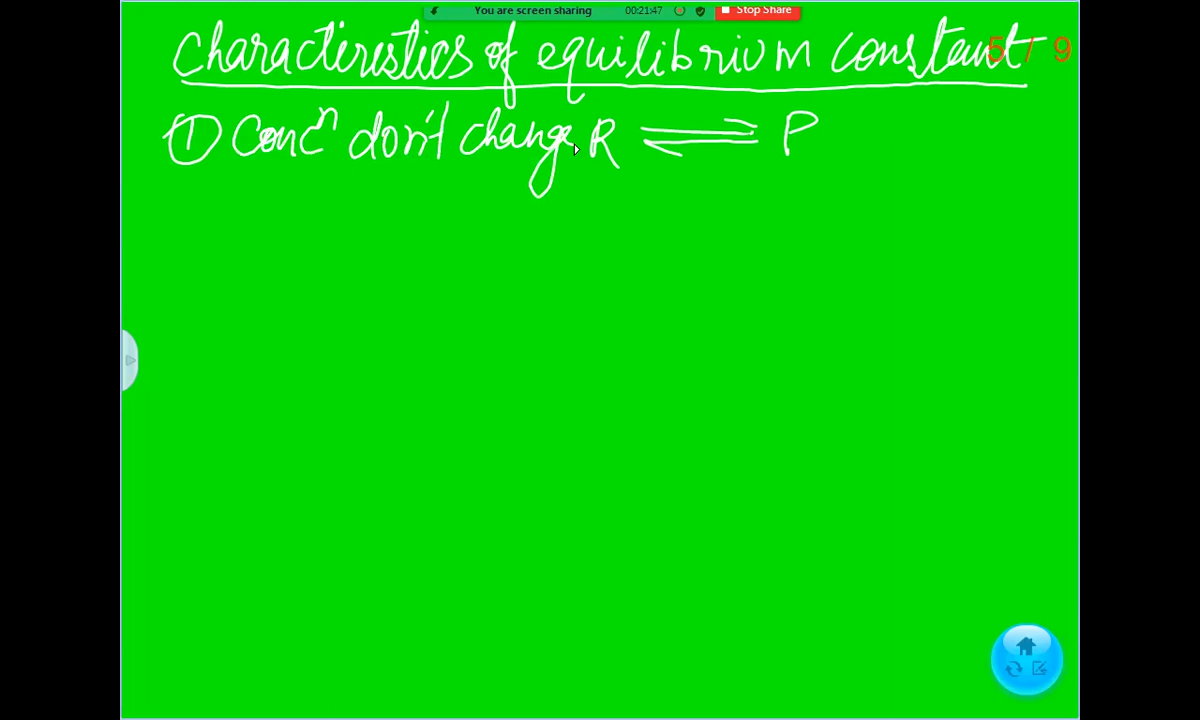 You are screen sharing 00:21:47 Stop Share
Characteristics of equilibrium constant 5 / 9
① Concⁿ don't change R ⇌ P